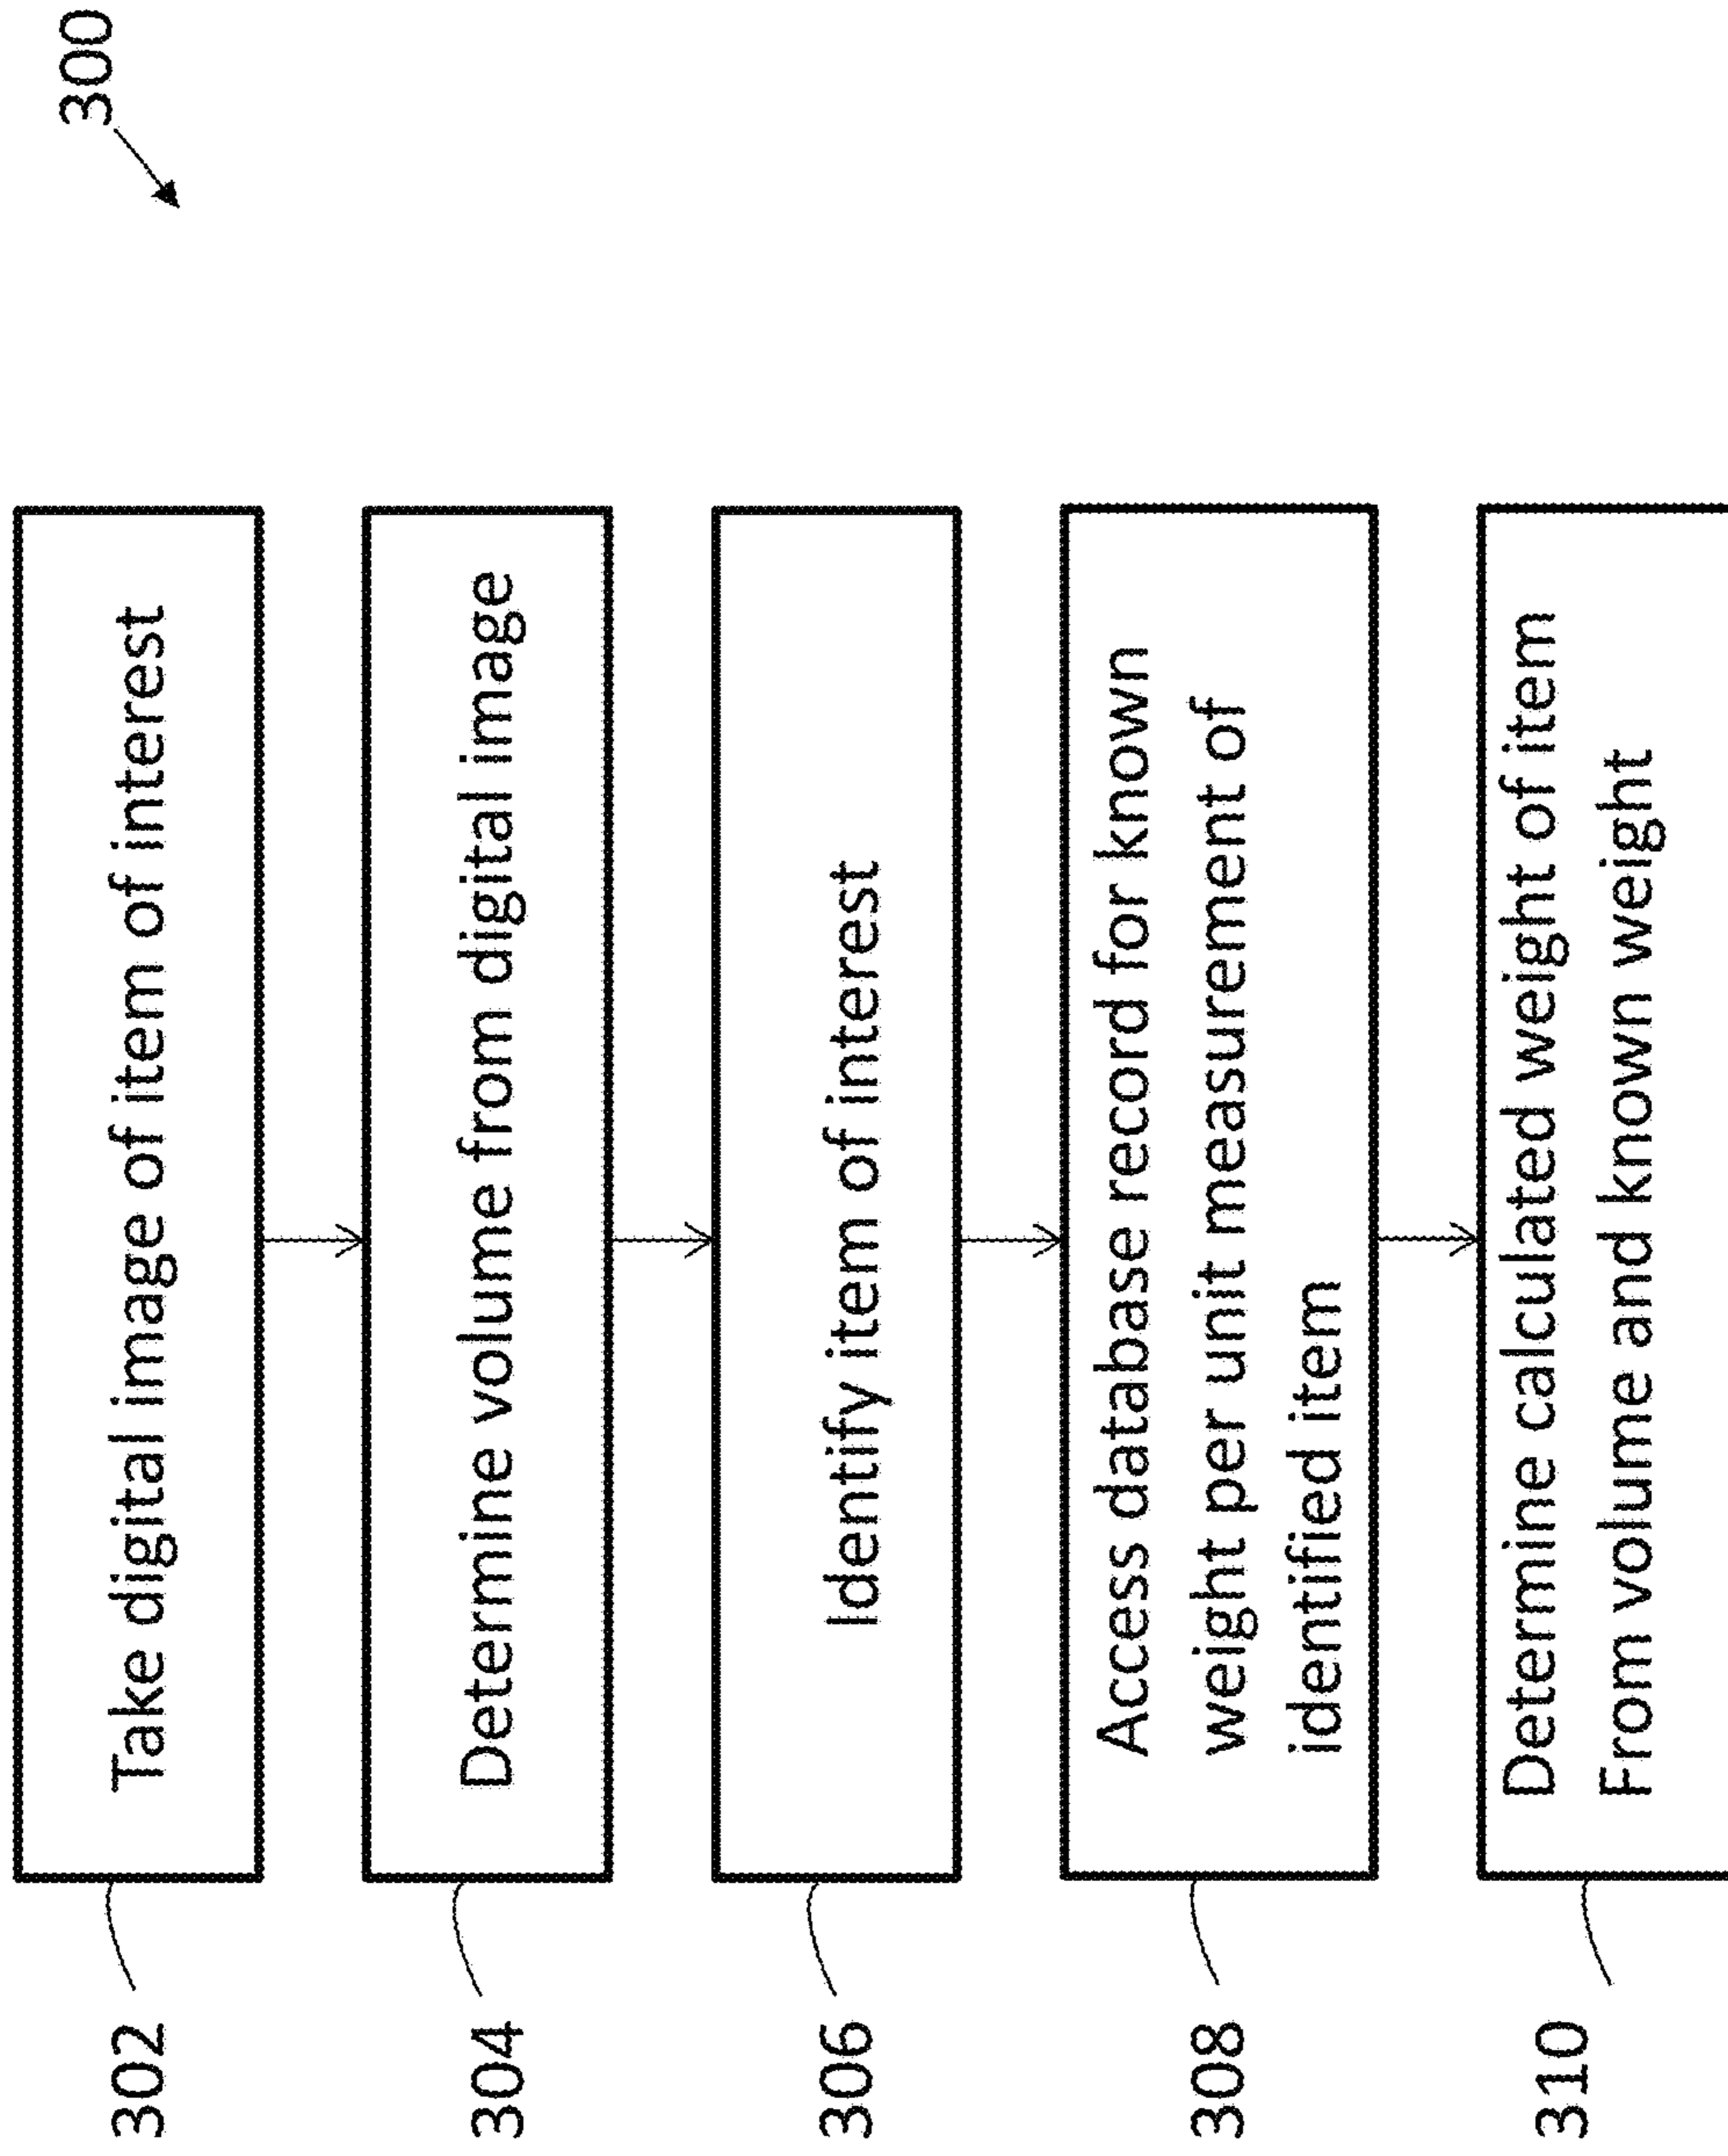 300
302
Take digital image of item of interest
304
Determine volume from digital image
306
Identify item of interest
308
Access database record for known
weight per unit measurement of
identified item
310
Determine calculated weight of item
From volume and known weight